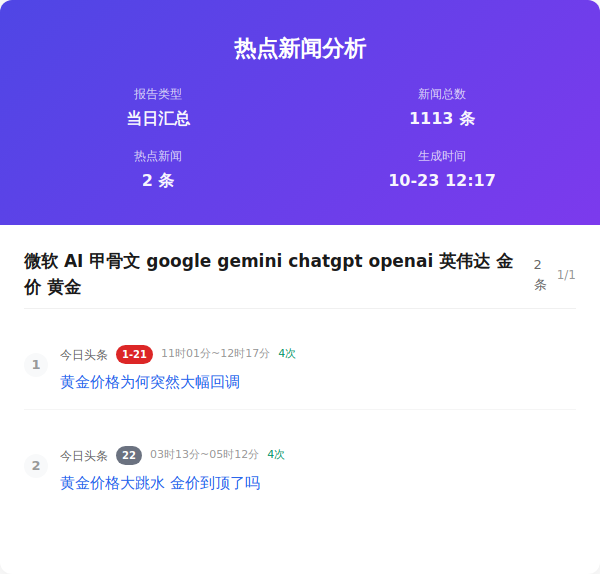 热点新闻分析
报告类型
新闻总数
当日汇总
1113 条
热点新闻
生成时间
2 条
10-23 12:17
微软 AI 甲骨文 google gemini chatgpt openai 英伟达 金
价 黄金
2
条
1/1
1
今日头条 1-21 11时01分~12时17分 4次
黄金价格为何突然大幅回调
2
今日头条 22 03时13分~05时12分 4次
黄金价格大跳水 金价到顶了吗